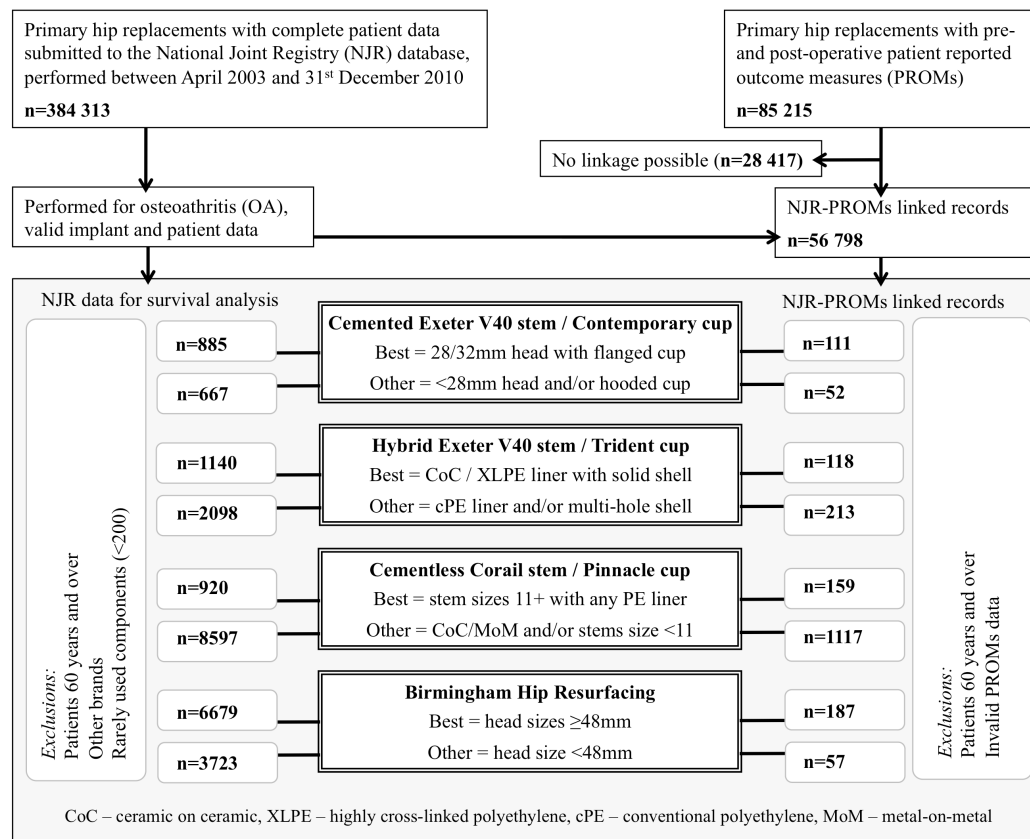 Primary hip replacements with complete patient data
submitted to the National Joint Registry (NJR) database,
performed between April 2003 and 31st December 2010
n=384 313
Primary hip replacements with pre-
and post-operative patient reported
outcome measures (PROMs)
n=85 215
No linkage possible (n=28 417)
Performed for osteoathritis (OA),
valid implant and patient data
NJR-PROMs linked records
n=56 798
NJR data for survival analysis
NJR-PROMs linked records
Exclusions:
Patients 60 years and over
Other brands
Rarely used components (<200)
n=885
n=667
Cemented Exeter V40 stem / Contemporary cup
Best = 28/32mm head with flanged cup
Other = <28mm head and/or hooded cup
n=111
n=52
n=1140
n=2098
Hybrid Exeter V40 stem / Trident cup
Best = CoC / XLPE liner with solid shell
Other = cPE liner and/or multi-hole shell
n=118
n=213
n=920
n=8597
Cementless Corail stem / Pinnacle cup
Best = stem sizes 11+ with any PE liner
Other = CoC/MoM and/or stems size <11
n=159
n=1117
n=6679
n=3723
Birmingham Hip Resurfacing
Best = head sizes ≥48mm
Other = head size <48mm
n=187
n=57
Exclusions:
Patients 60 years and over
Invalid PROMs data
CoC – ceramic on ceramic, XLPE – highly cross-linked polyethylene, cPE – conventional polyethylene, MoM – metal-on-metal